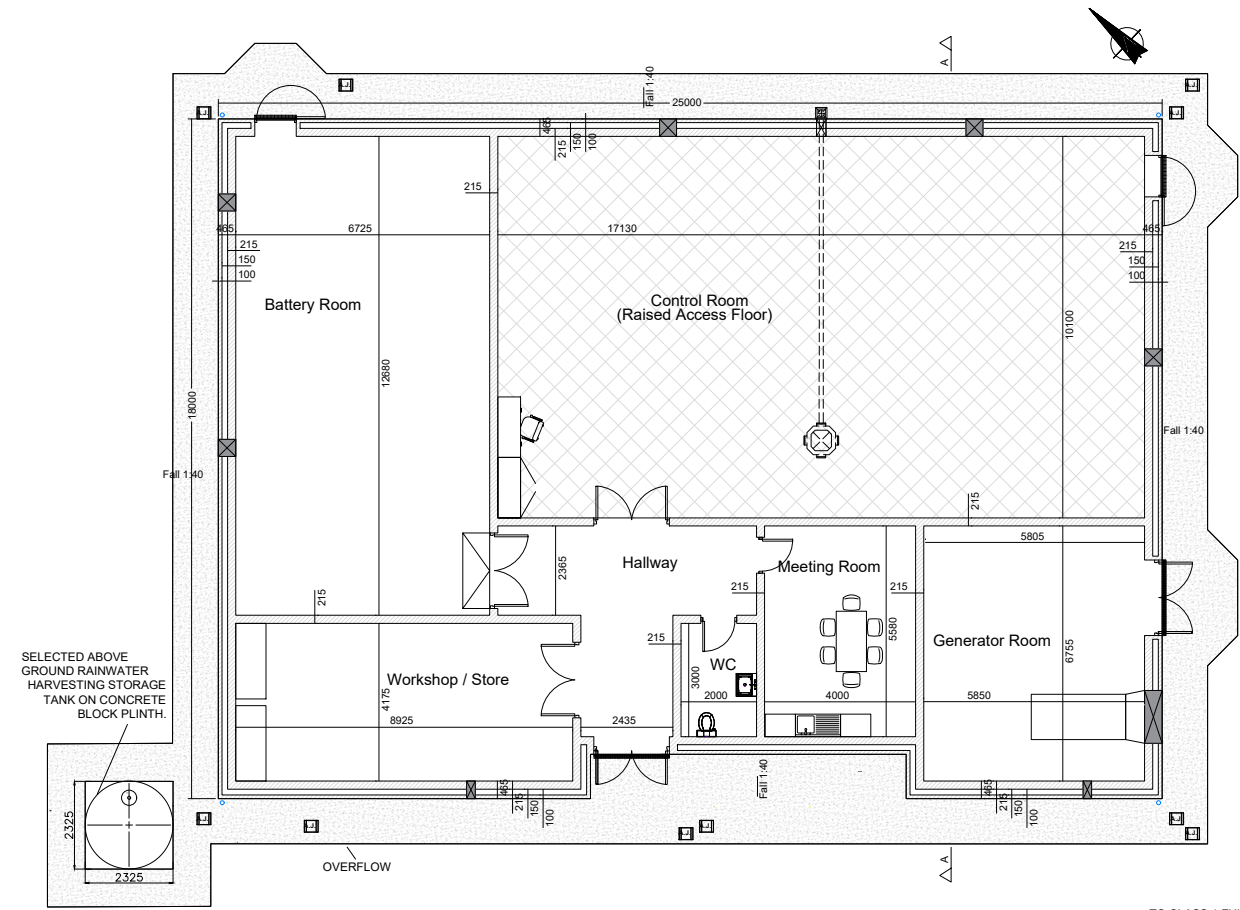 A
Fall 1:40
25000
465
215
150
100
215
465
6725
17130
465
215
150
100
215
150
100
Battery Room
Control Room
(Raised Access Floor)
10100
12680
18000
Fall 1:40
Fall 1:40
215
5805
Hallway
2365
Meeting Room
215
215
215
5580
Generator Room
6755
215
SELECTED ABOVE
GROUND RAINWATER
HARVESTING STORAGE
TANK ON CONCRETE
BLOCK PLINTH.
WC
3000
2000
Workshop / Store
4175
8925
2435
4000
5850
Fall 1:40
465
215
150
100
465
215
150
100
2325
2325
OVERFLOW
A